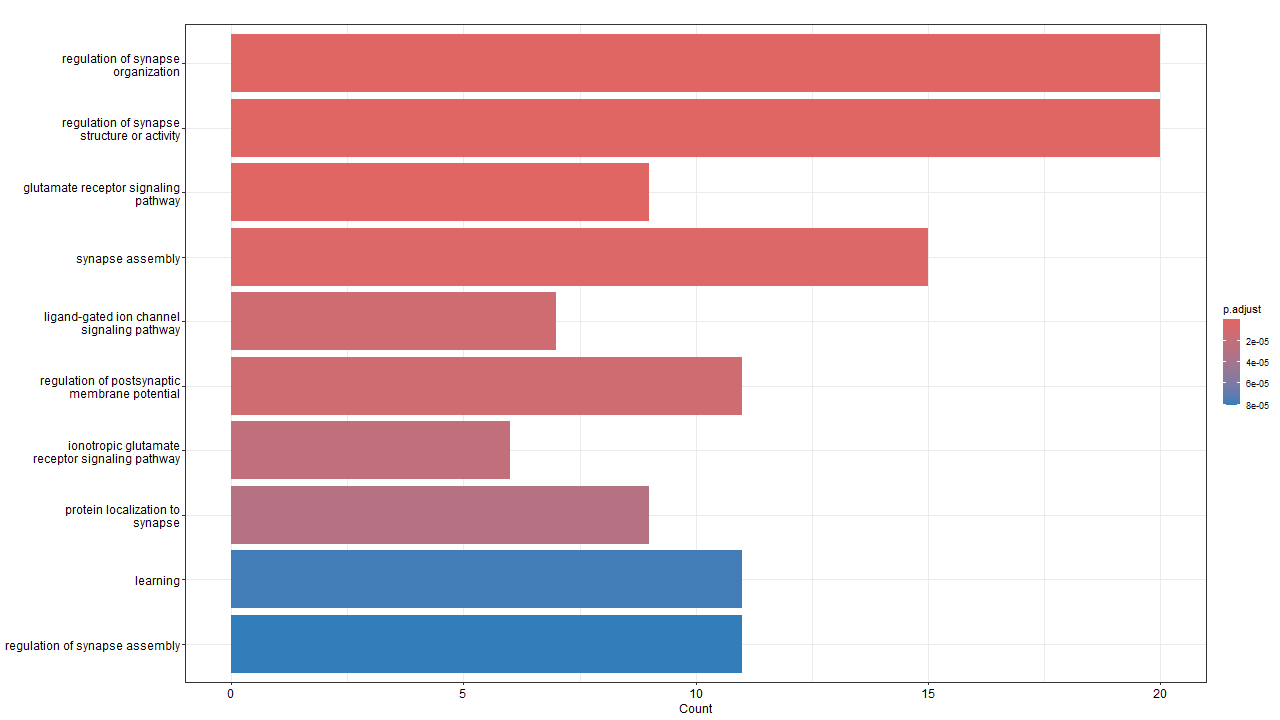 regulation of synapse
organization
regulation of synapse
structure or activity
glutamate receptor signaling
pathway
synapse assembly
ligand-gated ion channel
signaling pathway
regulation of postsynaptic
membrane potential
ionotropic glutamate
receptor signaling pathway
protein localization to
synapse
learning
regulation of synapse assembly
0 5 10 15 20
Count
p.adjust
2e-05
4e-05
6e-05
8e-05